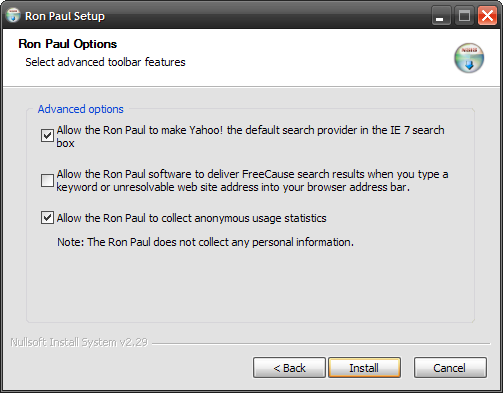 Ron Paul Setup
Ron Paul Options
Select advanced toolbar features
Advanced options
Allow the Ron Paul to make Yahoo! the default search provider in the IE 7 search
box
Allow the Ron Paul software to deliver FreeCause search results when you type a
keyword or unresolvable web site address into your browser address bar.
Allow the Ron Paul to collect anonymous usage statistics
Note: The Ron Paul does not collect any personal information.
Nullsoft Install System v2.29
< Back
Install
Cancel